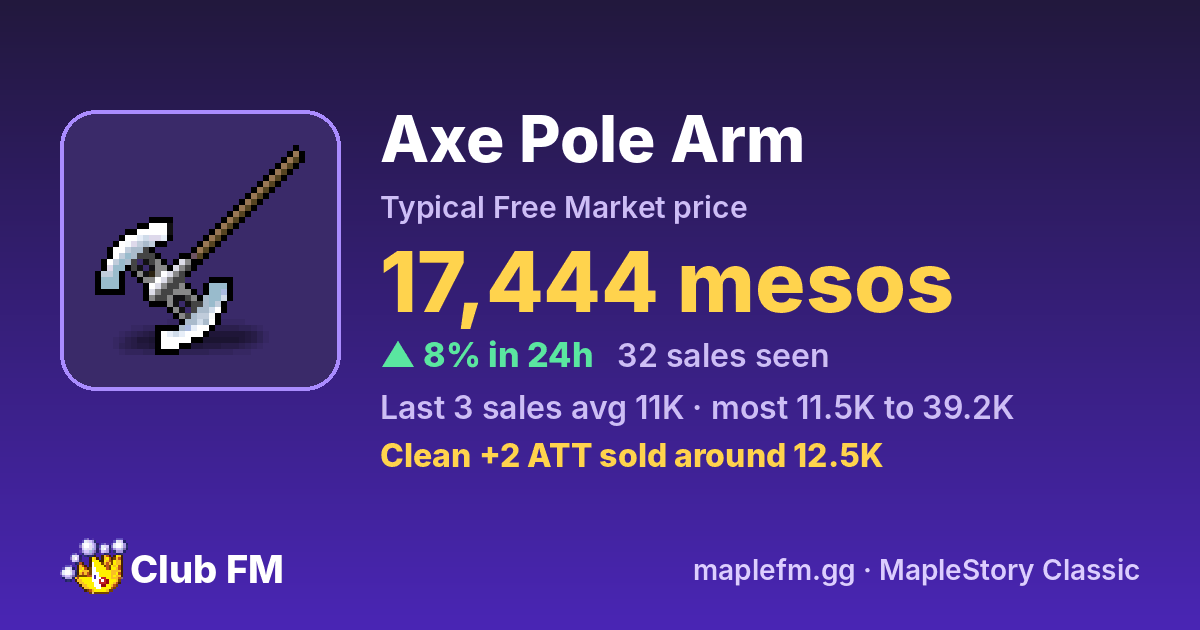 Axe Pole Arm
Typical Free Market price
17,444 mesos
▲ 8% in 24h 32 sales seen
Last 3 sales avg 11K · most 11.5K to 39.2K
Clean +2 ATT sold around 12.5K
Club FM
maplefm.gg · MapleStory Classic